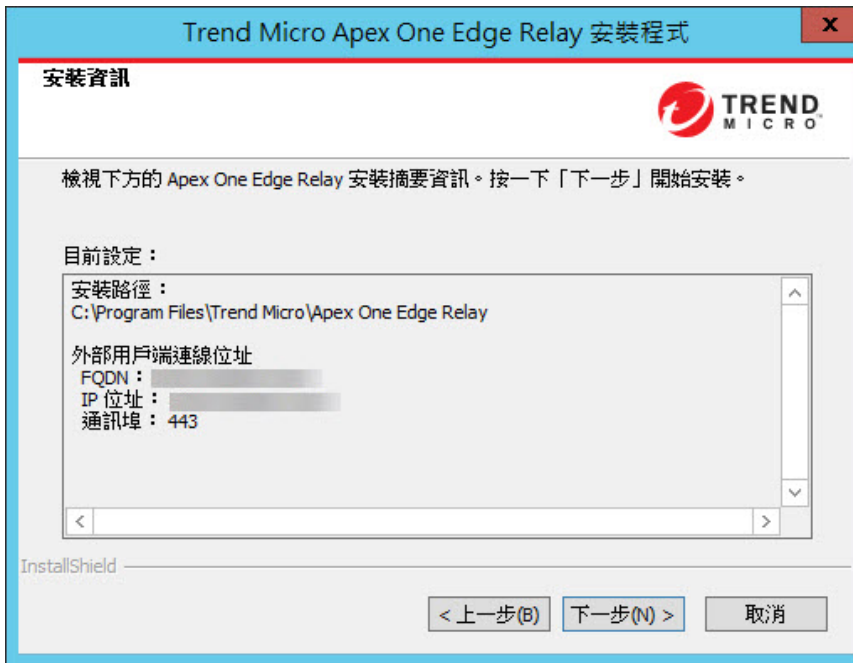 Trend Micro Apex One Edge Relay 安裝程式
x
安裝資訊
TREND
MICRO
檢視下方的 Apex One Edge Relay 安裝摘要資訊。按一下「下一步」開始安裝。
目前設定：
安裝路徑：
C:\Program Files\Trend Micro\Apex One Edge Relay
外部用戶端連線位址
FQDN：
IP 位址：
通訊埠： 443
InstallShield
< 上一步(B)
下一步(N) >
取消